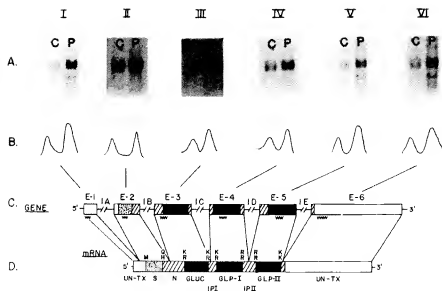 I II III IV V VI
A. C P C P C P C P C P
B.
C. E-1 IA E-2 IB E-3 IC E-4 ID E-5 IE E-6
GENE 5' 3'
mRNA M Q H K R K R K R R R R R K R
D. 5' 3'
UN-TX S N GLUC GLP-I GLP-II UN-TX
IPI IPII